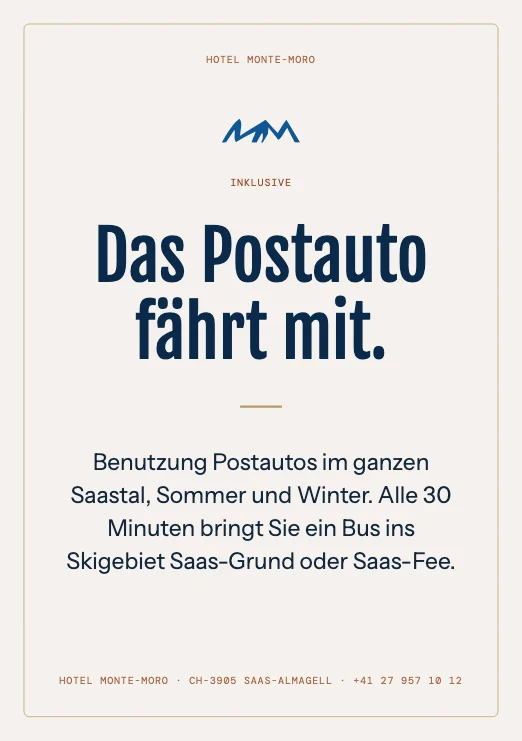 HOTEL MONTE-MORO
INKLUSIVE
Das Postauto
fährt mit.
Benutzung Postautos im ganzen
Saastal, Sommer und Winter. Alle 30
Minuten bringt Sie ein Bus ins
Skigebiet Saas-Grund oder Saas-Fee.
HOTEL MONTE-MORO · CH-3905 SAAS-ALMAGELL · +41 27 957 10 12